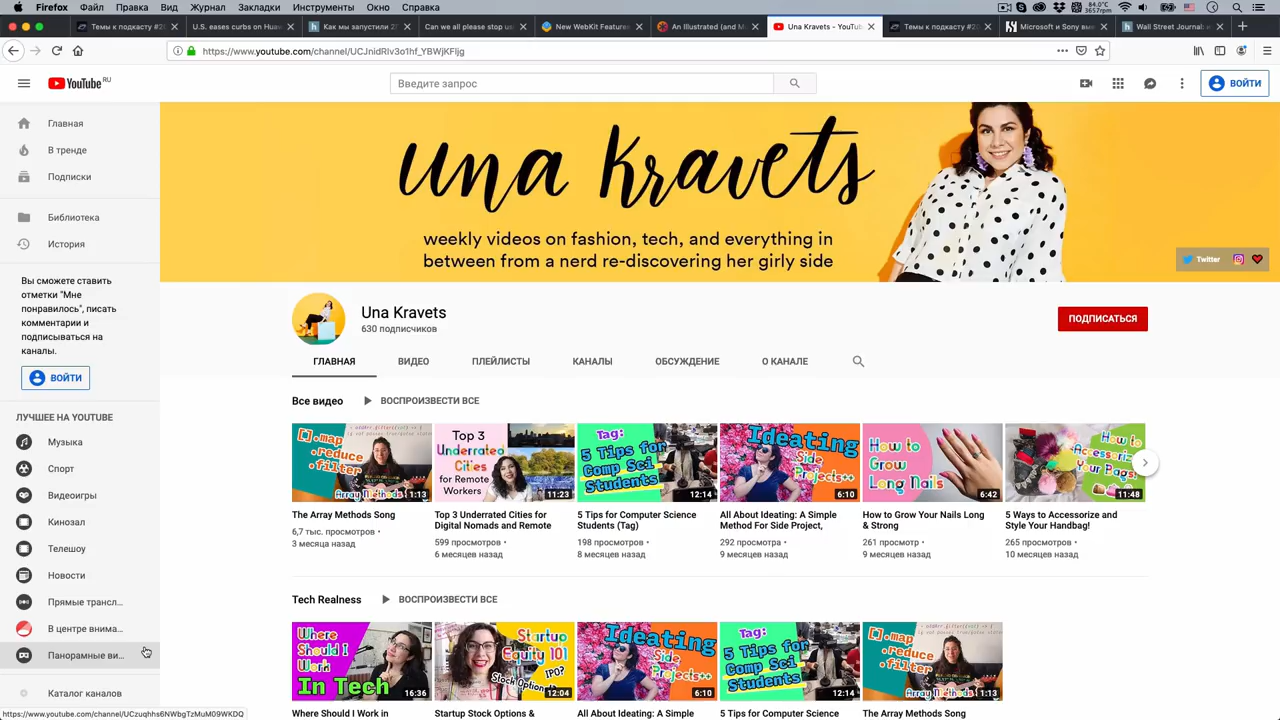 Firefox Файл Правка Вид Журнал Закладки Инструменты Окно Справка
84.0°C
3657rpm
Темы к подкасту #20
U.S. eases curbs on Huaw
Как мы запустили 2Г
Can we all please stop us
New WebKit Feature
An Illustrated (and M
Una Kravets - YouTu
Темы к подкасту #2
Microsoft и Sony вме
Wall Street Journal:
https://www.youtube.com/channel/UCJnidRlv3o1hf_YBWjKFljg
YouTube RU
Введите запрос
ВОЙТИ
Главная
В тренде
Подписки
Библиотека
История
Вы сможете ставить
отметки "Мне
понравилось", писать
комментарии и
подписываться на
каналы.
ВОЙТИ
ЛУЧШЕЕ НА YOUTUBE
Музыка
Спорт
Видеоигры
Кинозал
Телешоу
Новости
Прямые трансл...
В центре внима...
Панорамные ви...
Каталог каналов
https://www.youtube.com/channel/UCzuqhhs6NWbgTzMuM09WKDQ
una kravets
weekly videos on fashion, tech, and everything in
between from a nerd re-discovering her girly side
Twitter
Una Kravets
630 подписчиков
ПОДПИСАТЬСЯ
ГЛАВНАЯ ВИДЕО ПЛЕЙЛИСТЫ КАНАЛЫ ОБСУЖДЕНИЕ О КАНАЛЕ
Все видео ВОСПРОИЗВЕСТИ ВСЕ
[].map
.reduce
.filter
Array Methods
1:13
The Array Methods Song
6,7 тыс. просмотров •
3 месяца назад
Top 3
Underrated
Cities
for Remote
Workers
11:23
Top 3 Underrated Cities for
Digital Nomads and Remote
599 просмотров •
6 месяцев назад
Tag:
5 Tips for
Comp Sci
Students
12:14
5 Tips for Computer Science
Students (Tag)
198 просмотров •
8 месяцев назад
Ideating
Side
Projects++
6:10
All About Ideating: A Simple
Method For Side Project,
292 просмотра •
9 месяцев назад
How to
Grow
Long Nails
6:42
How to Grow Your Nails Long
& Strong
261 просмотр •
9 месяцев назад
How to
Accessorize
Your Bags!
11:48
5 Ways to Accessorize and
Style Your Handbag!
265 просмотров •
10 месяцев назад
Tech Realness ВОСПРОИЗВЕСТИ ВСЕ
Where
Should I
Work
In Tech
16:36
Where Should I Work in
Startup
Equity 101
IPO?
Stock Options
12:04
Startup Stock Options &
Ideating
Side
Projects++
6:10
All About Ideating: A Simple
Tag:
5 Tips for
Comp Sci
Students
12:14
5 Tips for Computer Science
[].map
.reduce
.filter
Array Methods
1:13
The Array Methods Song